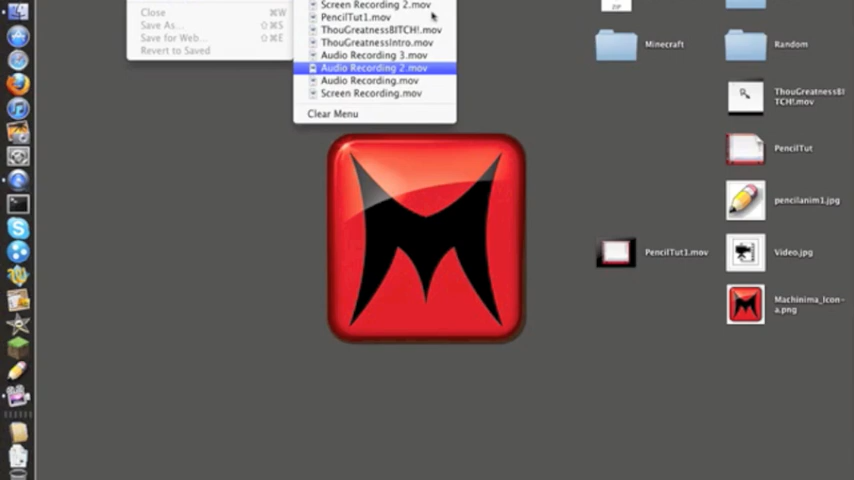 Screen Recording 2.mov
Close ⌘W
PencilTut1.mov
Save As... ⇧⌘S
ThouGreatnessBITCH!.mov
Save for Web... ⇧⌘E
ThouGreatnessIntro.mov
Revert to Saved
Audio Recording 3.mov
Audio Recording 2.mov
Audio Recording.mov
Screen Recording.mov
Clear Menu
ZIP
Minecraft
Random
ThouGreatnessBI
TCH!.mov
PencilTut
pencilanim1.jpg
PencilTut1.mov
Video.jpg
Machinima_Icon-
a.png